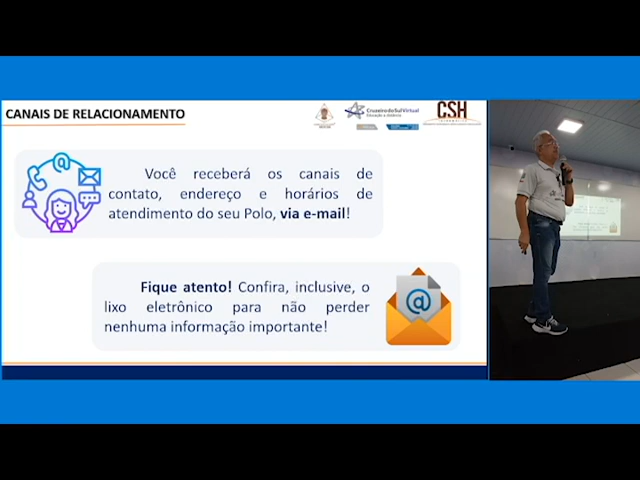 CANAIS DE RELACIONAMENTO
Cruzeiro do Sul Virtual
Educação a distância
CSH
Você receberá os canais de
contato, endereço e horários de
atendimento do seu Polo, via e-mail!
Fique atento! Confira, inclusive, o
lixo eletrônico para não perder
nenhuma informação importante!